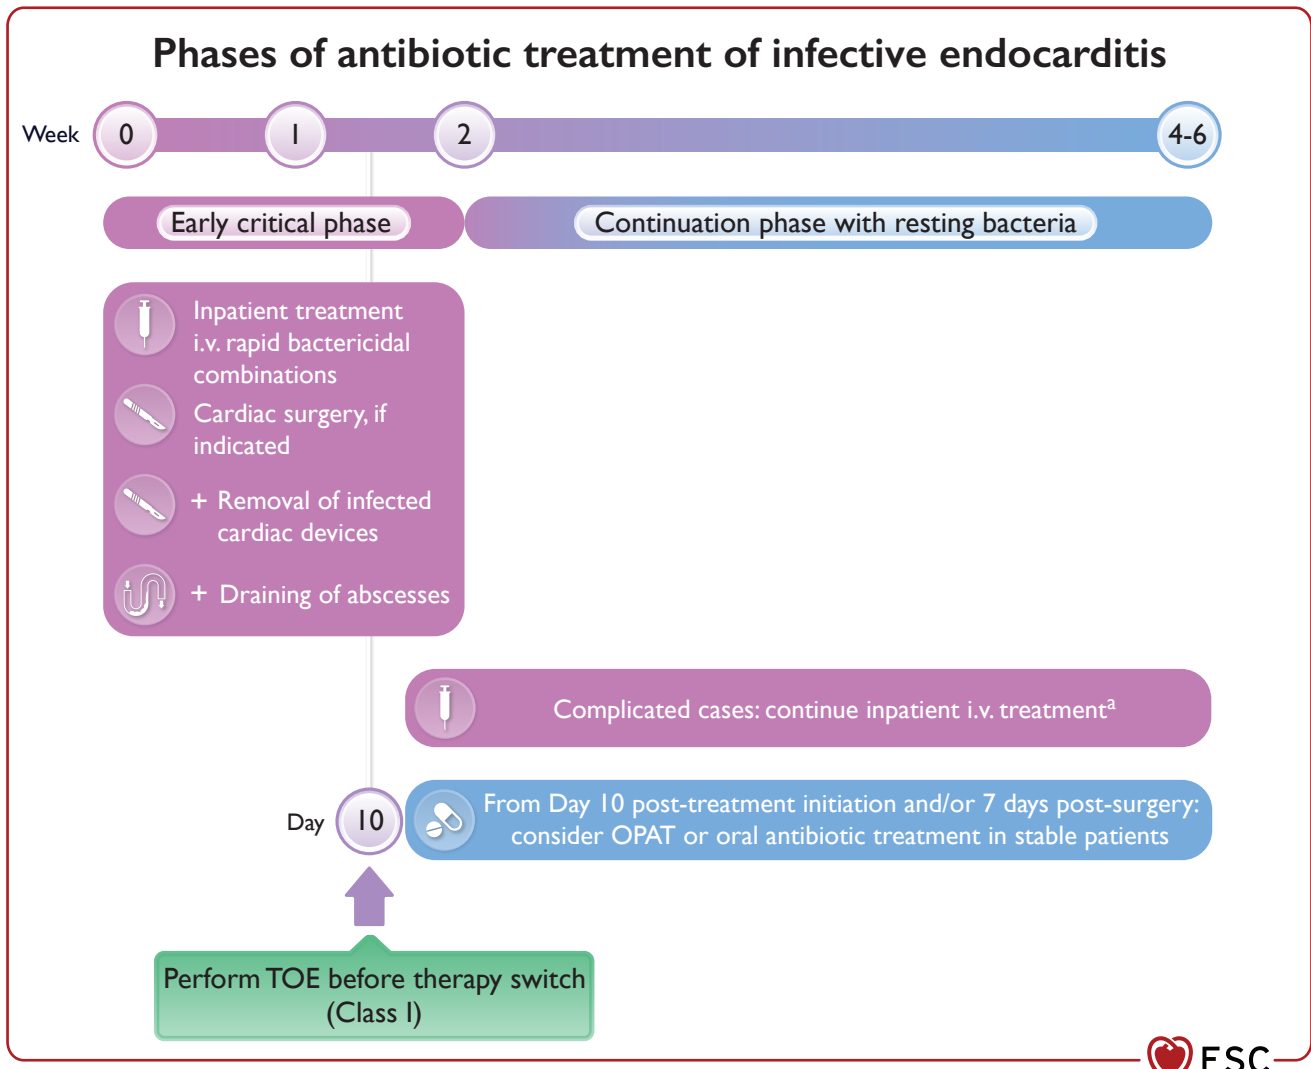 Phases of antibiotic treatment of infective endocarditis
Week 0 1 2 4-6
Early critical phase
Continuation phase with resting bacteria
Inpatient treatment
i.v. rapid bactericidal
combinations
Cardiac surgery, if
indicated
+ Removal of infected
cardiac devices
+ Draining of abscesses
Complicated cases: continue inpatient i.v. treatmentᵃ
Day 10
From Day 10 post-treatment initiation and/or 7 days post-surgery:
consider OPAT or oral antibiotic treatment in stable patients
Perform TOE before therapy switch
(Class I)
ESC